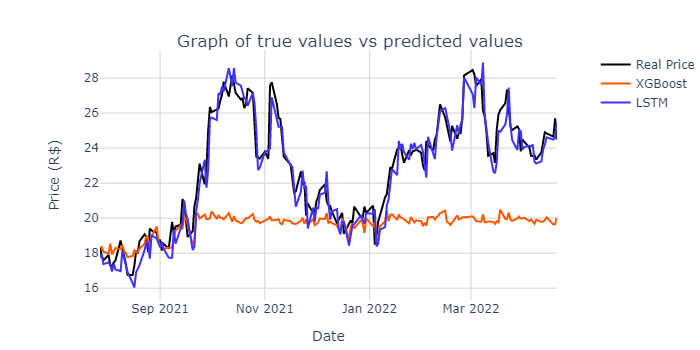 Graph of true values vs predicted values
Real Price
XGBoost
LSTM
Price (R$)
28
26
24
22
20
18
16
Sep 2021
Nov 2021
Jan 2022
Mar 2022
Date